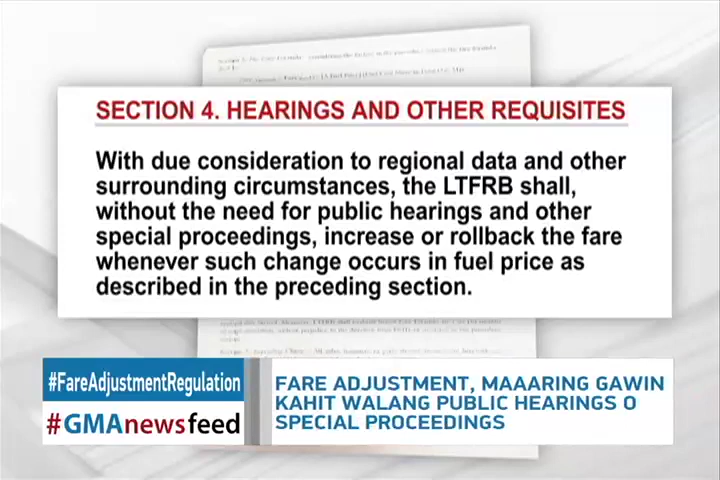 SECTION 4. HEARINGS AND OTHER REQUISITES
With due consideration to regional data and other
surrounding circumstances, the LTFRB shall,
without the need for public hearings and other
special proceedings, increase or rollback the fare
whenever such change occurs in fuel price as
described in the preceding section.
#FareAdjustmentRegulation
#GMAnewsfeed
FARE ADJUSTMENT, MAAARING GAWIN
KAHIT WALANG PUBLIC HEARINGS O
SPECIAL PROCEEDINGS